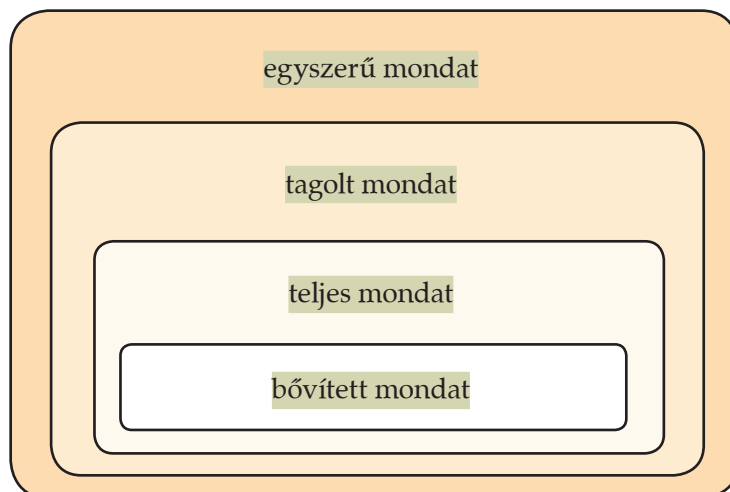 egyszerű mondat
tagolt mondat
teljes mondat
bővített mondat